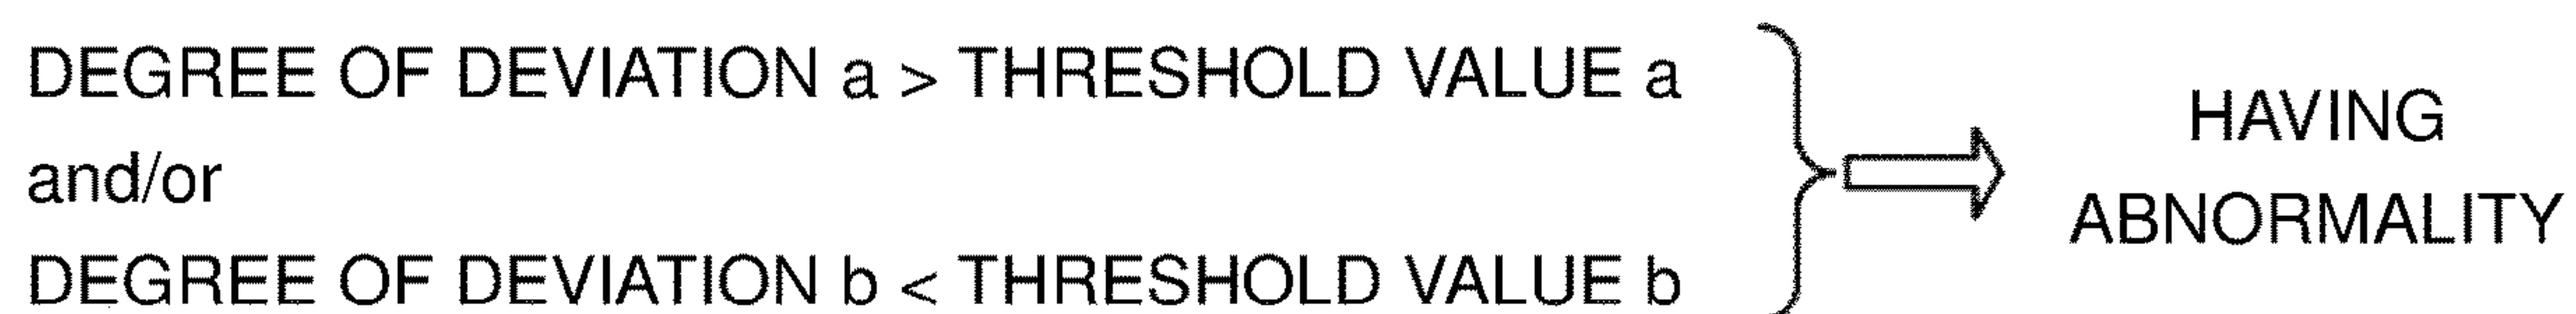 DEGREE OF DEVIATION a > THRESHOLD VALUE a
and/or
DEGREE OF DEVIATION b < THRESHOLD VALUE b
HAVING
ABNORMALITY